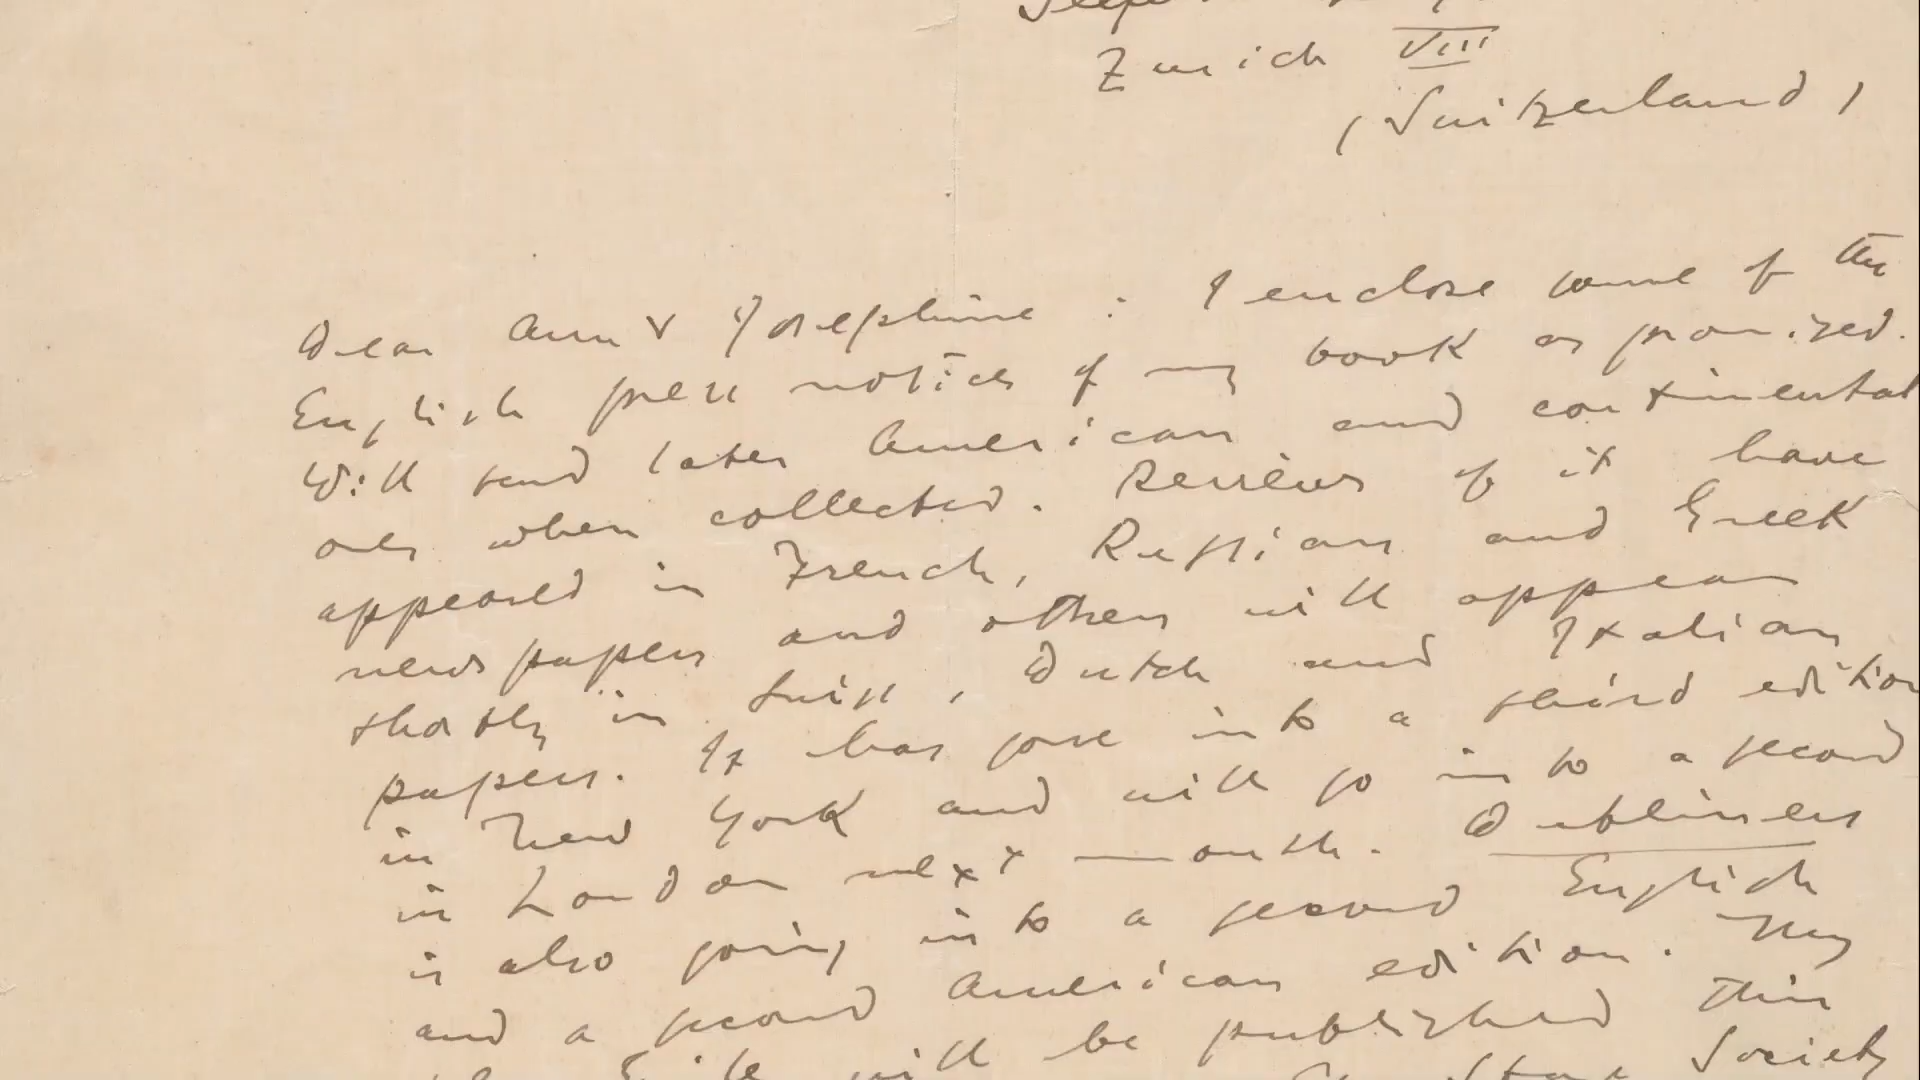 Zurich VIII
(Switzerland)
Dear Aunt Josephine: I enclose some of the
English press notices of my book as promised.
Will send later American and continental
ones when collected. Reviews of it have
appeared in French, Russian and Greek
newspapers and others will appear
shortly in Swiss, Dutch and Italian
papers. It has gone into a third edition
in New York and will go into a second
in London next month. Dubliners
is also going into a second English
and a second American edition. My
will be published this
Stage Society